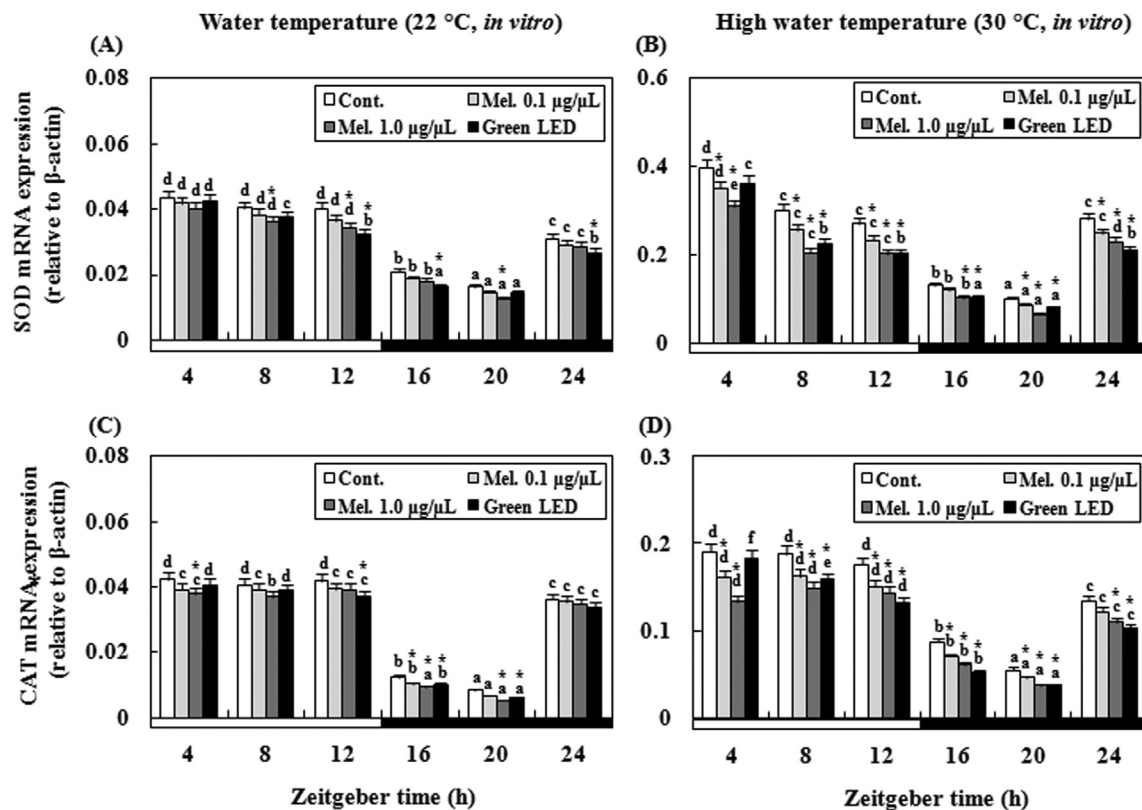 Water temperature (22 °C, in vitro)
High water temperature (30 °C, in vitro)
(A)
SOD mRNA expression
(relative to β-actin)
0.08
0.06
0.04
0.02
0
Cont. Mel. 0.1 µg/µL
Mel. 1.0 µg/µL Green LED
d d d d
d d * d c
d d * d * b
b b b * a
a a * a a
c c c * b
4 8 12 16 20 24
(B)
0.6
0.4
0.2
0
Cont. Mel. 0.1 µg/µL
Mel. 1.0 µg/µL Green LED
d * d * e c
c * c * c * b
c * c * c * b
b b * b * a
a * a * a * a
c * c * d * b
4 8 12 16 20 24
(C)
CAT mRNA expression
(relative to β-actin)
0.08
0.06
0.04
0.02
0
Cont. Mel. 0.1 µg/µL
Mel. 1.0 µg/µL Green LED
d c * c d
d c b d
d c c * c
b * b * a * b
a a * a * a
c c c c
4 8 12 16 20 24
Zeitgeber time (h)
(D)
0.3
0.2
0.1
0
Cont. Mel. 0.1 µg/µL
Mel. 1.0 µg/µL Green LED
d * d * d f
d * d * d * e
d * d * d * d
b * b * b * b
a * a * a * a
c c * c * c
4 8 12 16 20 24
Zeitgeber time (h)